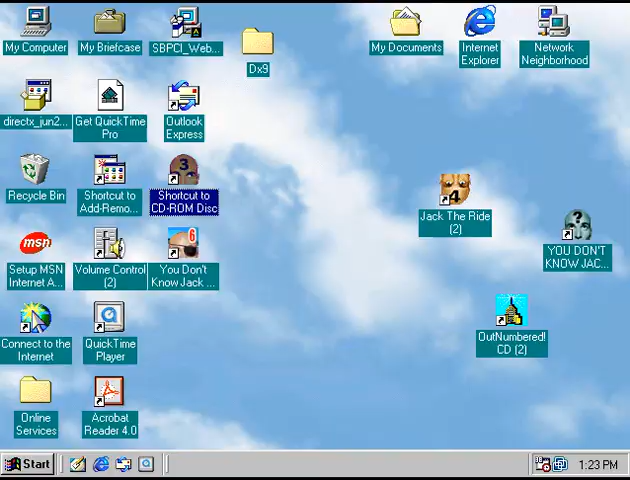 My Computer
My Briefcase
SBPCI_Web...
Dx9
My Documents
Internet
Explorer
Network
Neighborhood
directx_jun2...
Get QuickTime
Pro
Outlook
Express
Recycle Bin
Shortcut to
Add-Remo...
3
Shortcut to
CD-ROM Disc
4
Jack The Ride
(2)
?
YOU DON'T
KNOW JAC...
msn
Setup MSN
Internet A...
Volume Control
(2)
6
You Don't
Know Jack ...
Connect to the
Internet
QuickTime
Player
OutNumbered!
CD (2)
Online
Services
Acrobat
Reader 4.0
Start
1:23 PM